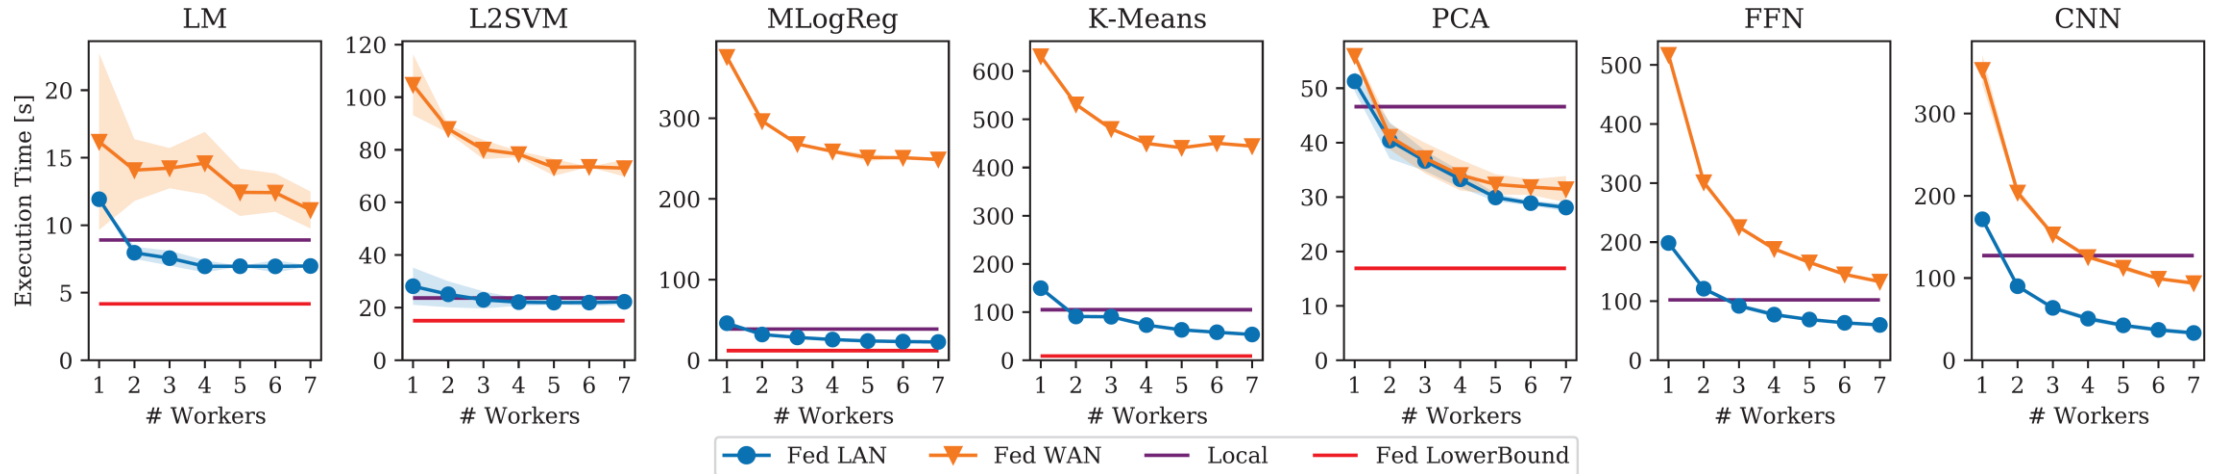 LM L2SVM MLogReg K-Means PCA FFN CNN
Execution Time [s]
20 15 10 5 0
120 100 80 60 40 20 0
300 200 100 0
600 500 400 300 200 100 0
50 40 30 20 10 0
500 400 300 200 100 0
300 200 100 0
1 2 3 4 5 6 7 1 2 3 4 5 6 7 1 2 3 4 5 6 7 1 2 3 4 5 6 7 1 2 3 4 5 6 7 1 2 3 4 5 6 7 1 2 3 4 5 6 7
# Workers # Workers # Workers # Workers # Workers # Workers # Workers
Fed LAN Fed WAN Local Fed LowerBound